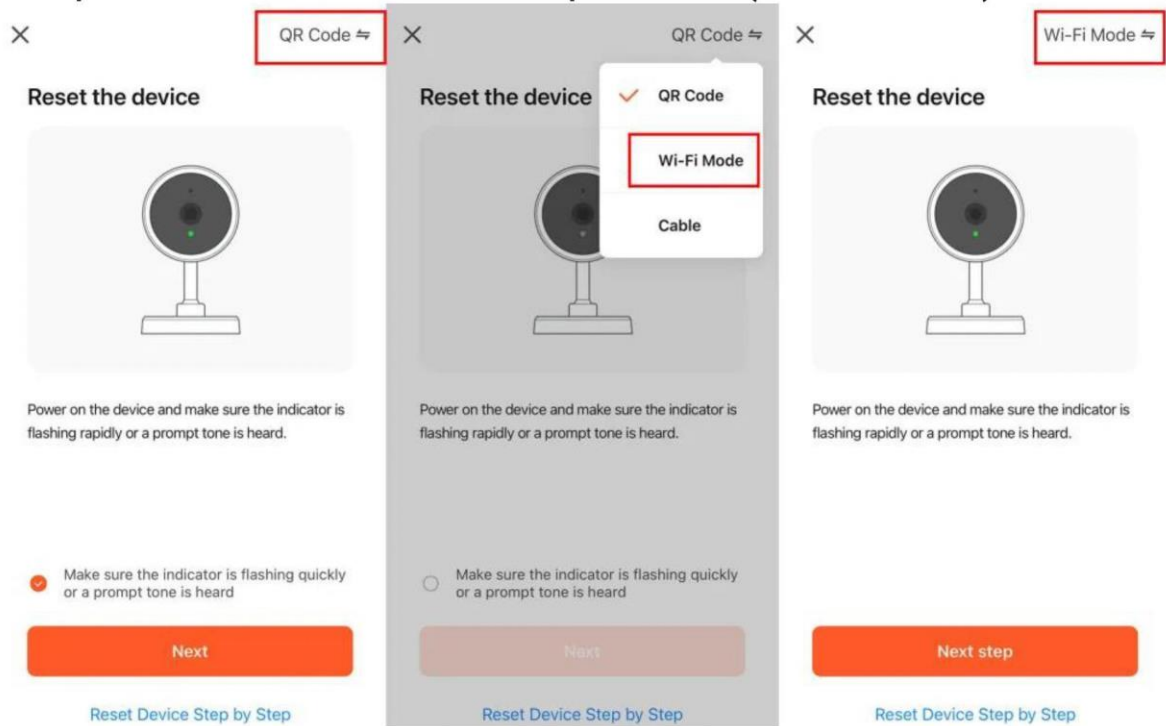 QR Code
Reset the device
Power on the device and make sure the indicator is
flashing rapidly or a prompt tone is heard.
Make sure the indicator is flashing quickly
or a prompt tone is heard
Next
Reset Device Step by Step
QR Code
Reset the device
QR Code
Wi-Fi Mode
Cable
Power on the device and make sure the indicator is
flashing rapidly or a prompt tone is heard.
Make sure the indicator is flashing quickly
or a prompt tone is heard
Next
Reset Device Step by Step
Wi-Fi Mode
Reset the device
Power on the device and make sure the indicator is
flashing rapidly or a prompt tone is heard.
Next step
Reset Device Step by Step